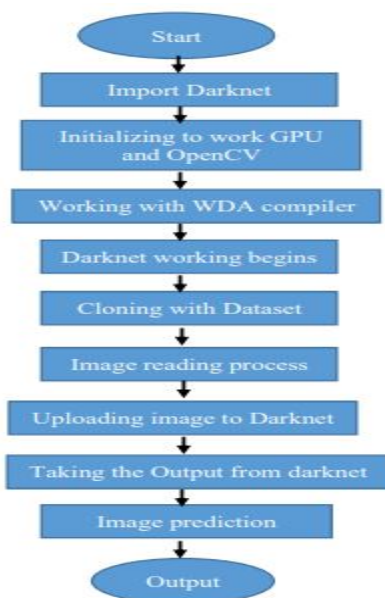 Start
Import Darknet
Initializing to work GPU
and OpenCV
Working with WDA compiler
Darknet working begins
Cloning with Dataset
Image reading process
Uploading image to Darknet
Taking the Output from darknet
Image prediction
Output